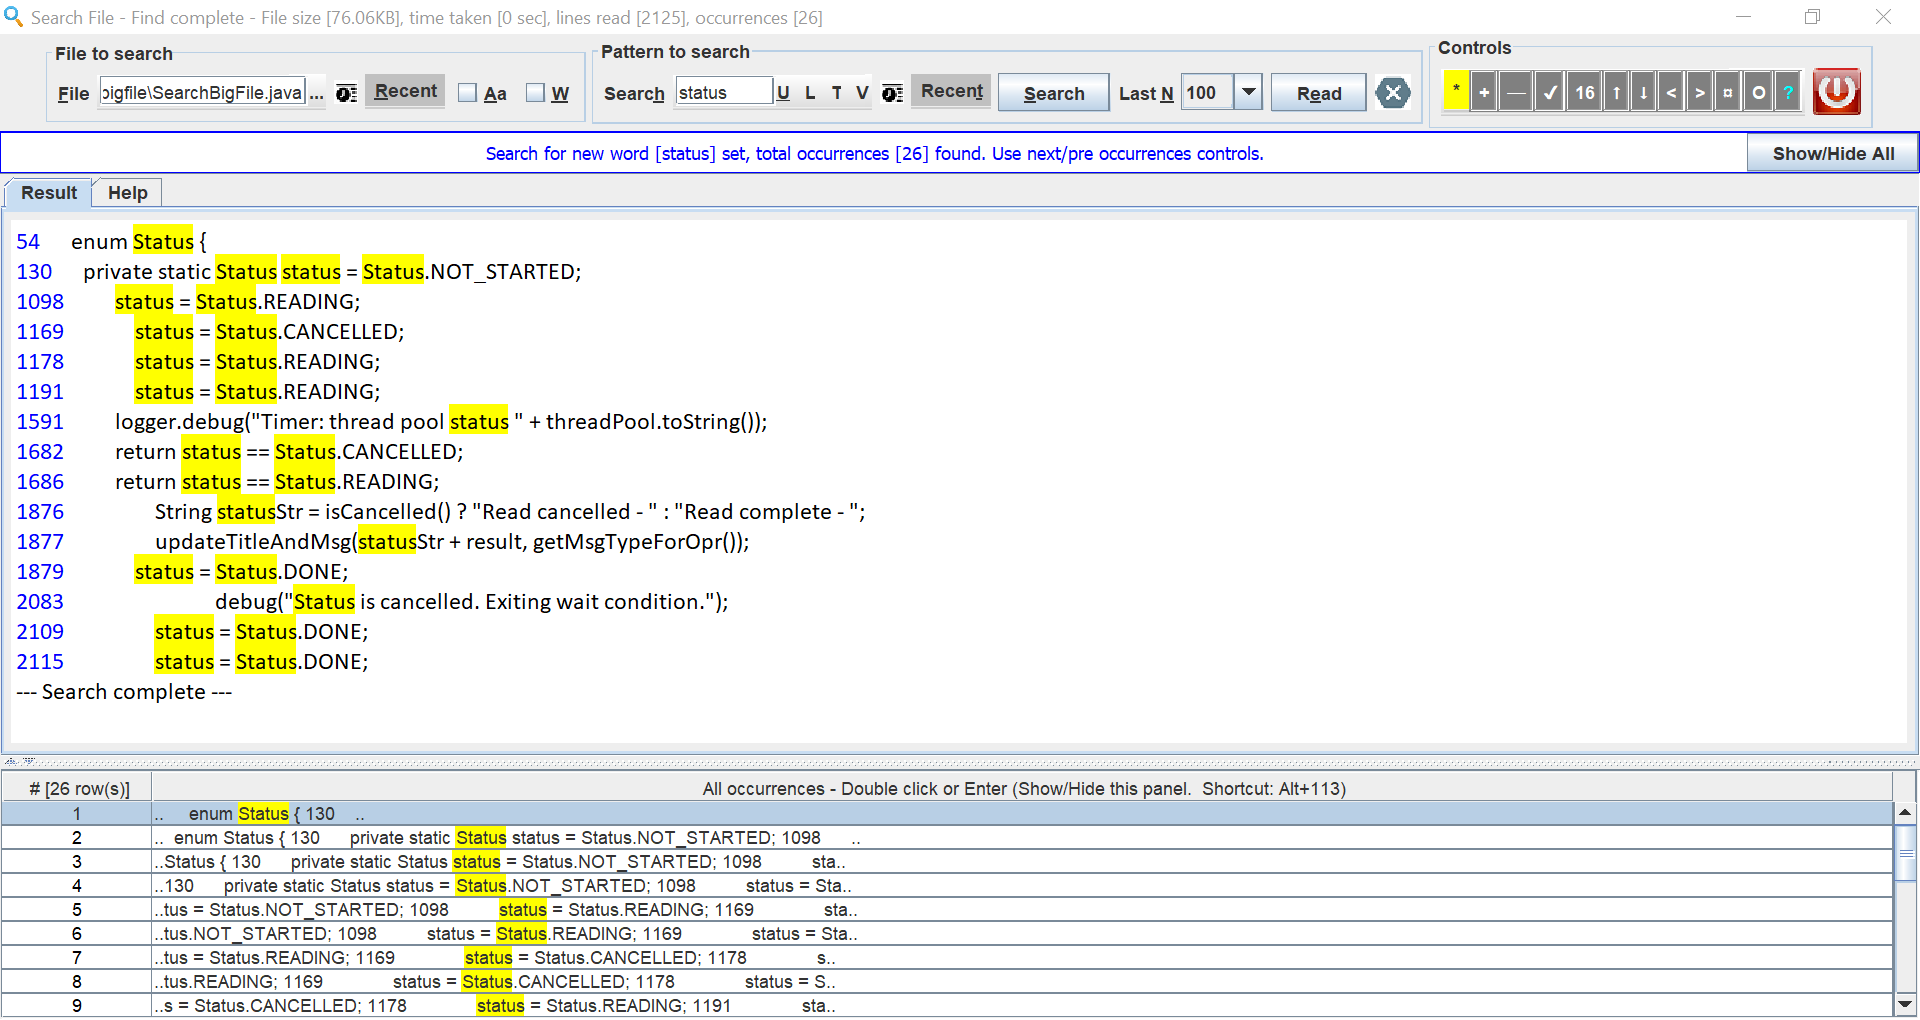 Search File - Find complete - File size [76.06KB], time taken [0 sec], lines read [2125], occurrences [26]
File to search
Pattern to search
Controls
File bigfile\SearchBigFile.java ... Recent Aa W
Search status U L T V Recent Search Last N 100 Read
* + — ✓ 16 ↑ ↓ < > ¤ O ?
Search for new word [status] set, total occurrences [26] found. Use next/pre occurrences controls.
Show/Hide All
Result Help
54 enum Status {
130 private static Status status = Status.NOT_STARTED;
1098 status = Status.READING;
1169 status = Status.CANCELLED;
1178 status = Status.READING;
1191 status = Status.READING;
1591 logger.debug("Timer: thread pool status " + threadPool.toString());
1682 return status == Status.CANCELLED;
1686 return status == Status.READING;
1876 String statusStr = isCancelled() ? "Read cancelled - " : "Read complete - ";
1877 updateTitleAndMsg(statusStr + result, getMsgTypeForOpr());
1879 status = Status.DONE;
2083 debug("Status is cancelled. Exiting wait condition.");
2109 status = Status.DONE;
2115 status = Status.DONE;
--- Search complete ---
# [26 row(s)] All occurrences - Double click or Enter (Show/Hide this panel. Shortcut: Alt+113)
1 .. enum Status { 130 ..
2 .. enum Status { 130 private static Status status = Status.NOT_STARTED; 1098 ..
3 ..Status { 130 private static Status status = Status.NOT_STARTED; 1098 sta..
4 ..130 private static Status status = Status.NOT_STARTED; 1098 status = Sta..
5 ..tus = Status.NOT_STARTED; 1098 status = Status.READING; 1169 sta..
6 ..tus.NOT_STARTED; 1098 status = Status.READING; 1169 status = Sta..
7 ..tus = Status.READING; 1169 status = Status.CANCELLED; 1178 s..
8 ..tus.READING; 1169 status = Status.CANCELLED; 1178 status = S..
9 ..s = Status.CANCELLED; 1178 status = Status.READING; 1191 sta..